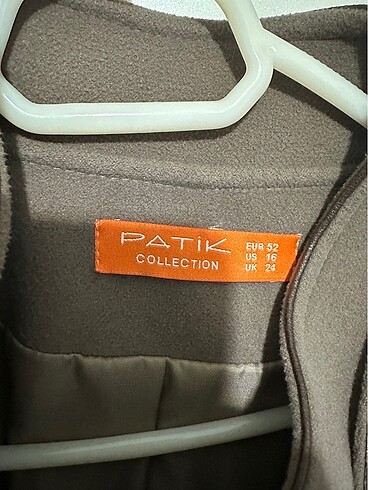 PATİK
COLLECTION
EUR 52
US 16
UK 24